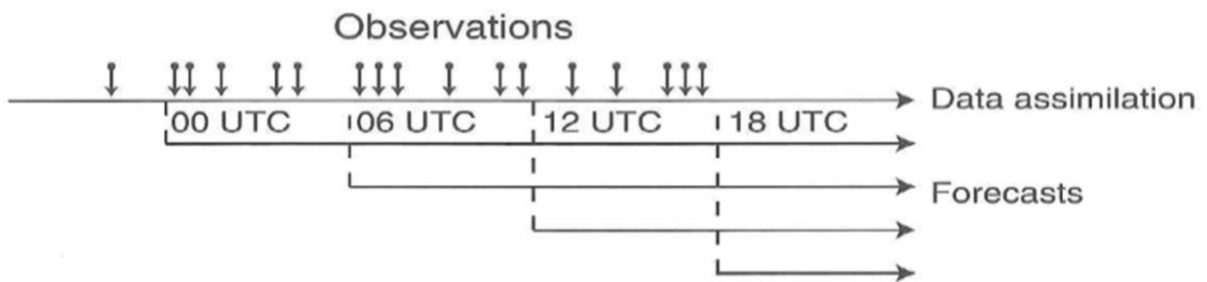 Observations
Data assimilation
00 UTC 06 UTC 12 UTC 18 UTC
Forecasts